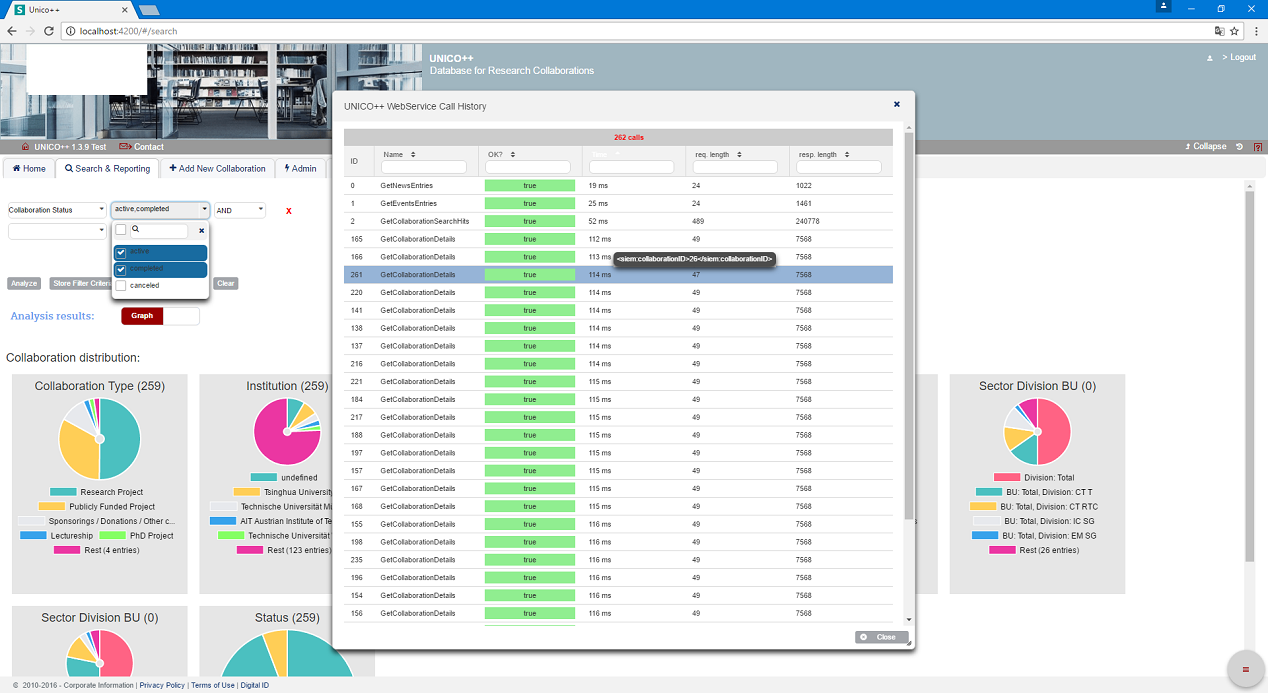 Unico++
localhost:4200/#/search
UNICO++
Database for Research Collaborations
> Logout
UNICO++ 1.3.9 Test Contact
Collapse
Home Search & Reporting Add New Collaboration Admin
Collaboration Status active,completed AND X
active
completed
canceled
Analyze Store Filter Criteria Clear
Analysis results: Graph
Collaboration distribution:
Collaboration Type (259)
Research Project
Publicly Funded Project
Sponsorings / Donations / Other c...
Lectureship PhD Project
Rest (4 entries)
Institution (259)
undefined
Tsinghua University
Technische Universität Mü
AIT Austrian Institute of Te
Technische Universität
Rest (123 entries)
Sector Division BU (0)
Division: Total
BU: Total, Division: CT T
BU: Total, Division: CT RTC
BU: Total, Division: IC SG
BU: Total, Division: EM SG
Rest (26 entries)
Sector Division BU (0)
Status (259)
UNICO++ WebService Call History
262 calls
ID Name OK? Time req. length resp. length
0 GetNewsEntries true 19 ms 24 1022
1 GetEventsEntries true 25 ms 24 1461
2 GetCollaborationSearchHits true 52 ms 489 240778
165 GetCollaborationDetails true 112 ms 49 7568
166 GetCollaborationDetails true 113 ms 7568
<siem:collaborationID>26</siem:collaborationID>
261 GetCollaborationDetails true 114 ms 47 7568
220 GetCollaborationDetails true 114 ms 49 7568
141 GetCollaborationDetails true 114 ms 49 7568
138 GetCollaborationDetails true 114 ms 49 7568
137 GetCollaborationDetails true 114 ms 49 7568
216 GetCollaborationDetails true 114 ms 49 7568
221 GetCollaborationDetails true 115 ms 49 7568
184 GetCollaborationDetails true 115 ms 49 7568
217 GetCollaborationDetails true 115 ms 49 7568
188 GetCollaborationDetails true 115 ms 49 7568
197 GetCollaborationDetails true 115 ms 49 7568
157 GetCollaborationDetails true 115 ms 49 7568
167 GetCollaborationDetails true 115 ms 49 7568
168 GetCollaborationDetails true 115 ms 49 7568
155 GetCollaborationDetails true 116 ms 49 7568
198 GetCollaborationDetails true 116 ms 49 7568
235 GetCollaborationDetails true 116 ms 49 7568
196 GetCollaborationDetails true 116 ms 49 7568
154 GetCollaborationDetails true 116 ms 49 7568
156 GetCollaborationDetails true 116 ms 49 7568
Close
© 2010-2016 - Corporate Information | Privacy Policy | Terms of Use | Digital ID